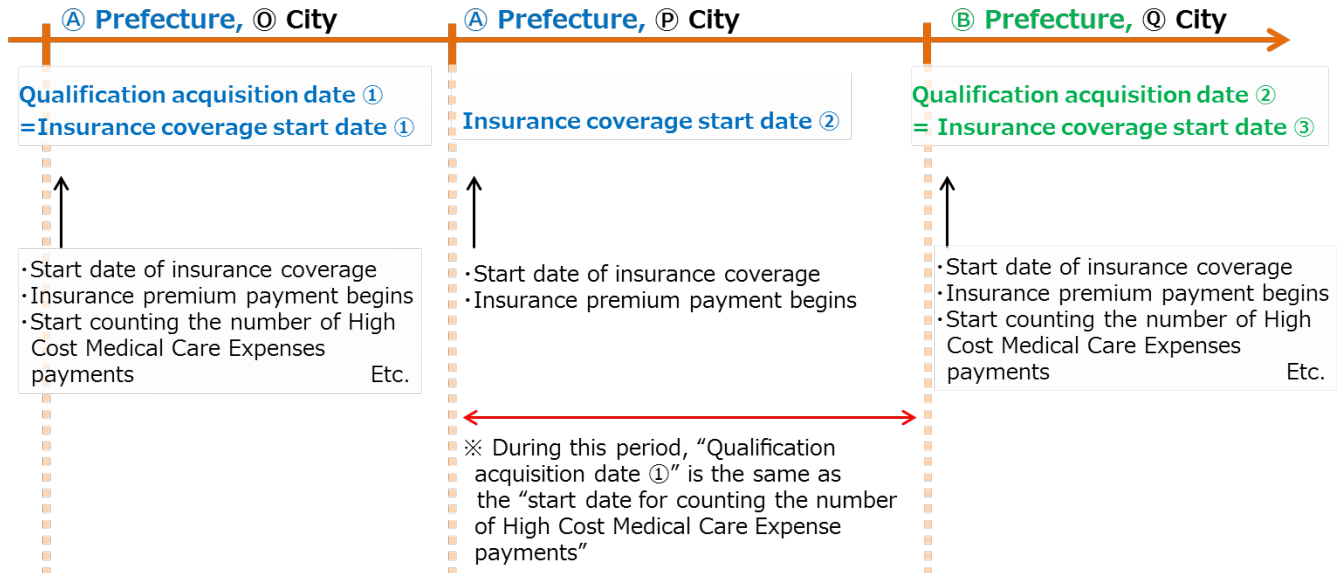 Ⓐ Prefecture, Ⓞ City
Ⓐ Prefecture, Ⓟ City
Ⓑ Prefecture, Ⓠ City
Qualification acquisition date ①
=Insurance coverage start date ①
Insurance coverage start date ②
Qualification acquisition date ②
= Insurance coverage start date ③
・Start date of insurance coverage
・Insurance premium payment begins
・Start counting the number of High
Cost Medical Care Expenses
payments Etc.
・Start date of insurance coverage
・Insurance premium payment begins
・Start date of insurance coverage
・Insurance premium payment begins
・Start counting the number of High
Cost Medical Care Expenses
payments Etc.
※ During this period, “Qualification
acquisition date ①” is the same as
the “start date for counting the number
of High Cost Medical Care Expense
payments”